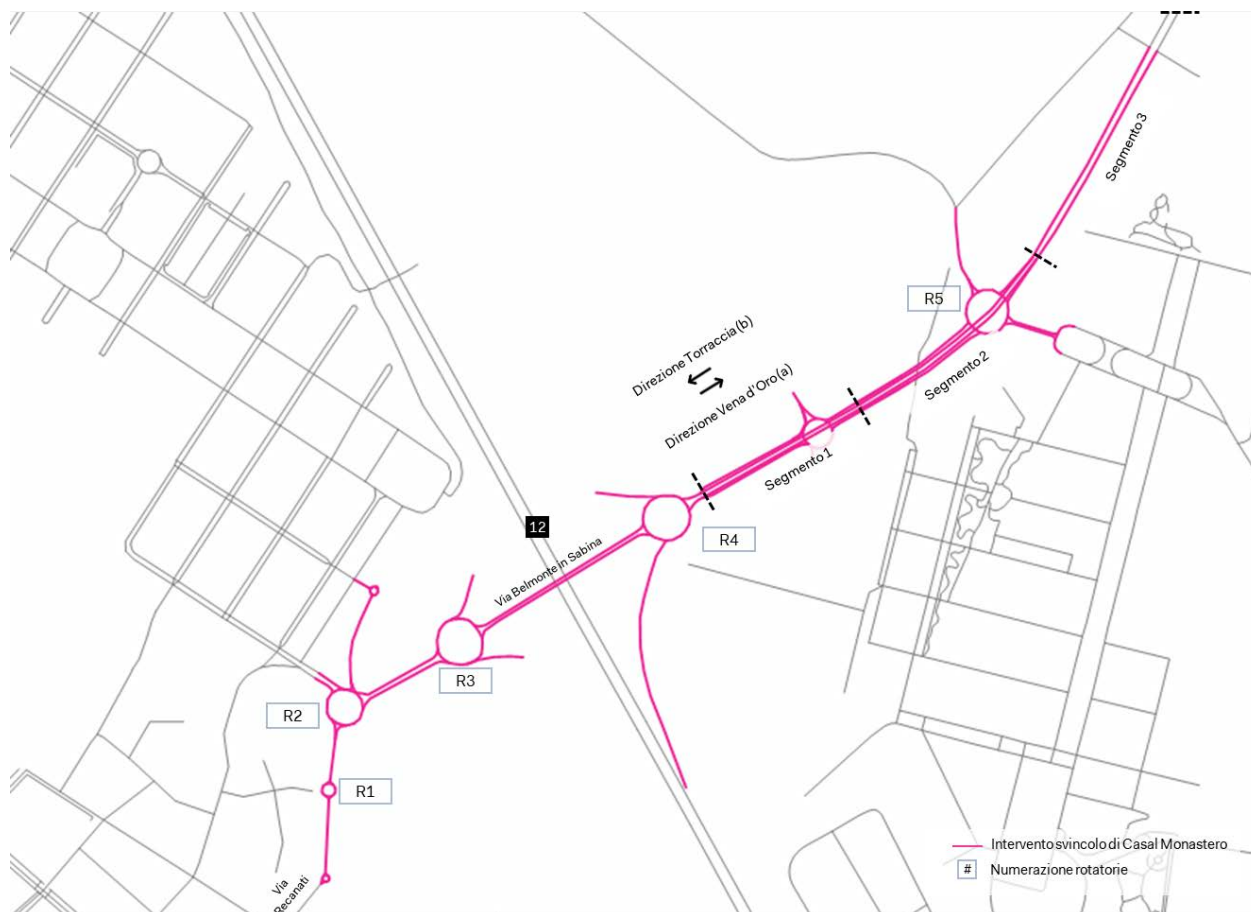 Segmento 3
R5
Direzione Torraccia (b)
Direzione Vena d'Oro (a)
Segmento 2
Segmento 1
12
R4
Via Belmonte in Sabina
R3
R2
R1
Via
Recanati
Intervento svincolo di Casal Monastero
# Numerazione rotatorie